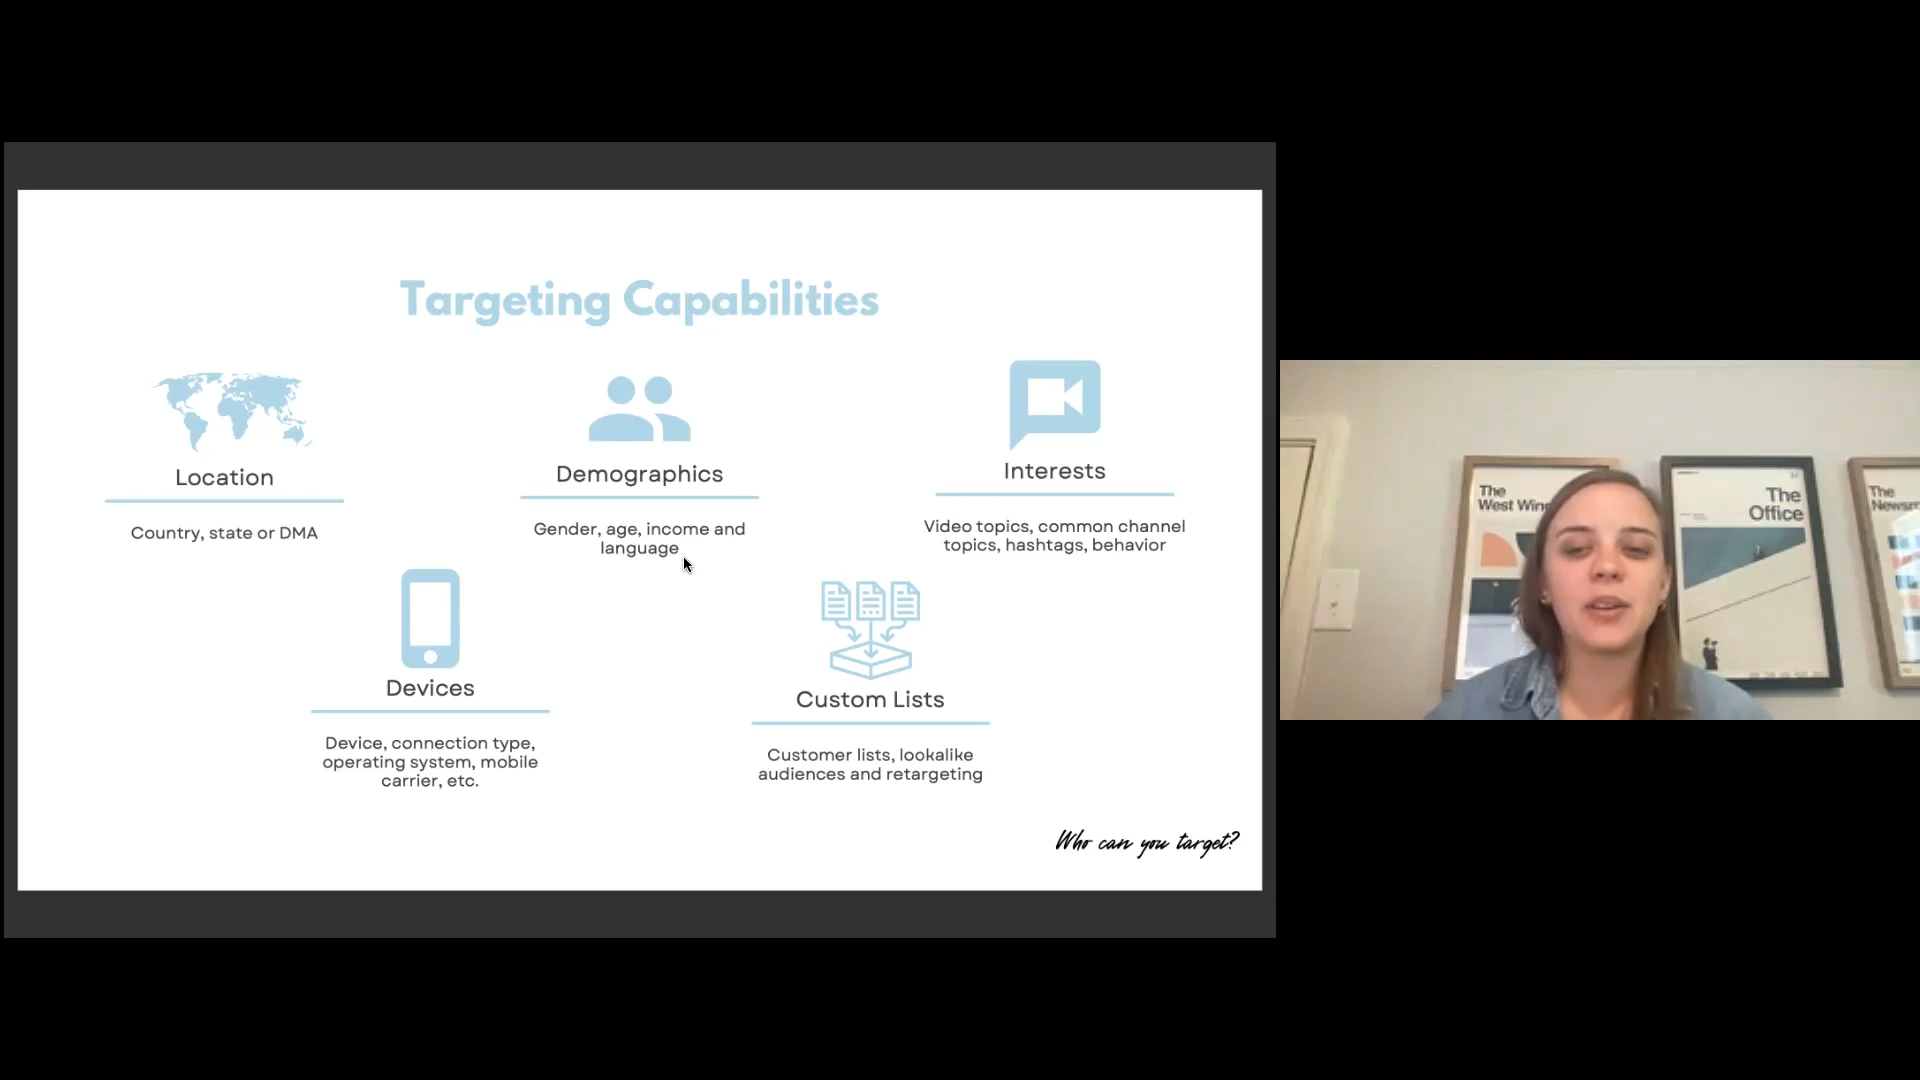 Targeting Capabilities
Location
Country, state or DMA
Demographics
Gender, age, income and
language
Interests
Video topics, common channel
topics, hashtags, behavior
Devices
Device, connection type,
operating system, mobile
carrier, etc.
Custom Lists
Customer lists, lookalike
audiences and retargeting
Who can you target?
The
West Wing
The
Office
The